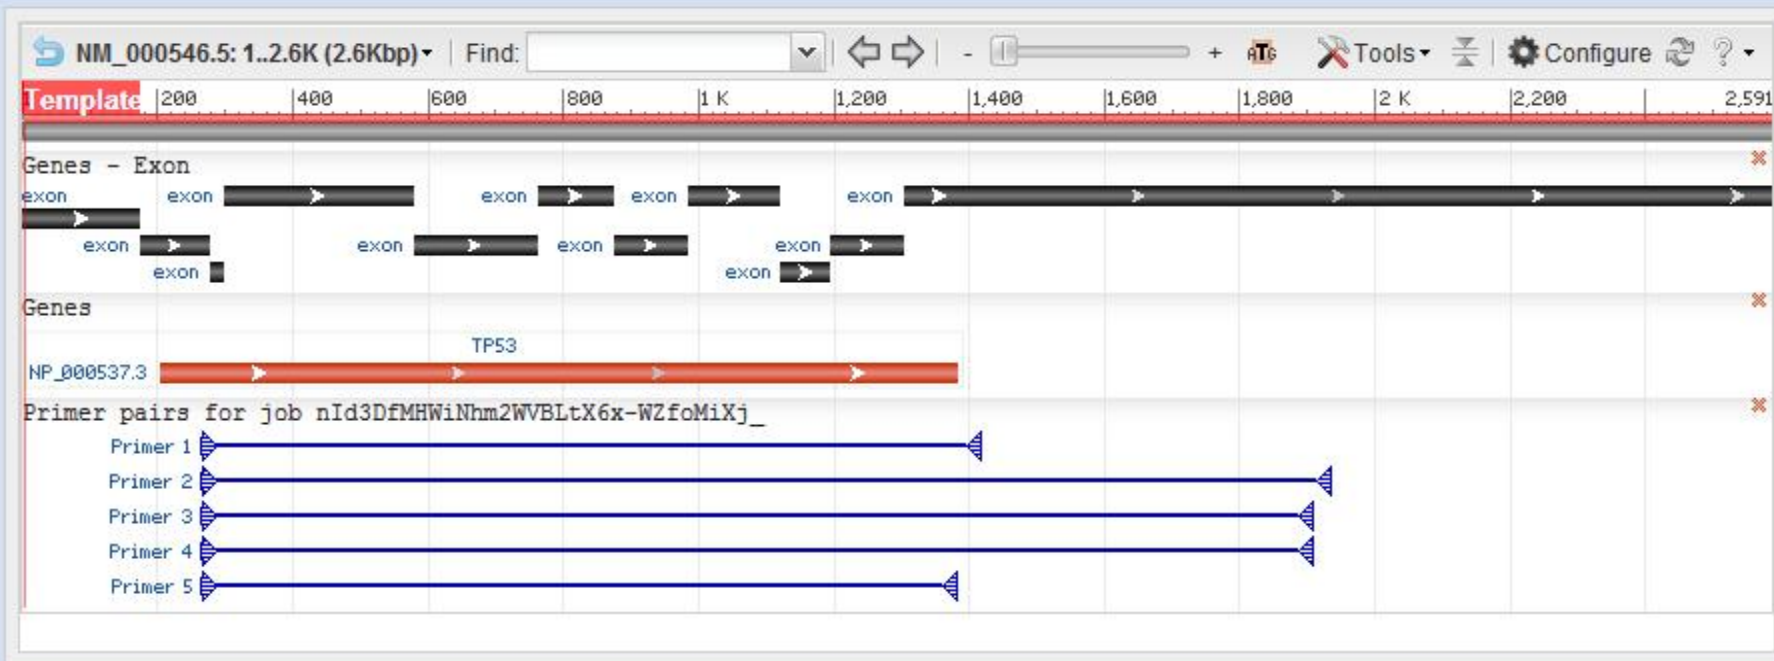 NM_000546.5: 1..2.6K (2.6Kbp) Find: - + ATG Tools Configure ?
Template 200 400 600 800 1 K 1,200 1,400 1,600 1,800 2 K 2,200 2,591
Genes - Exon
exon exon exon exon exon
exon exon exon exon
exon exon
Genes
TP53
NP_000537.3
Primer pairs for job nId3DfMHWiNhm2WVBLtX6x-WZfoMiXj_
Primer 1
Primer 2
Primer 3
Primer 4
Primer 5